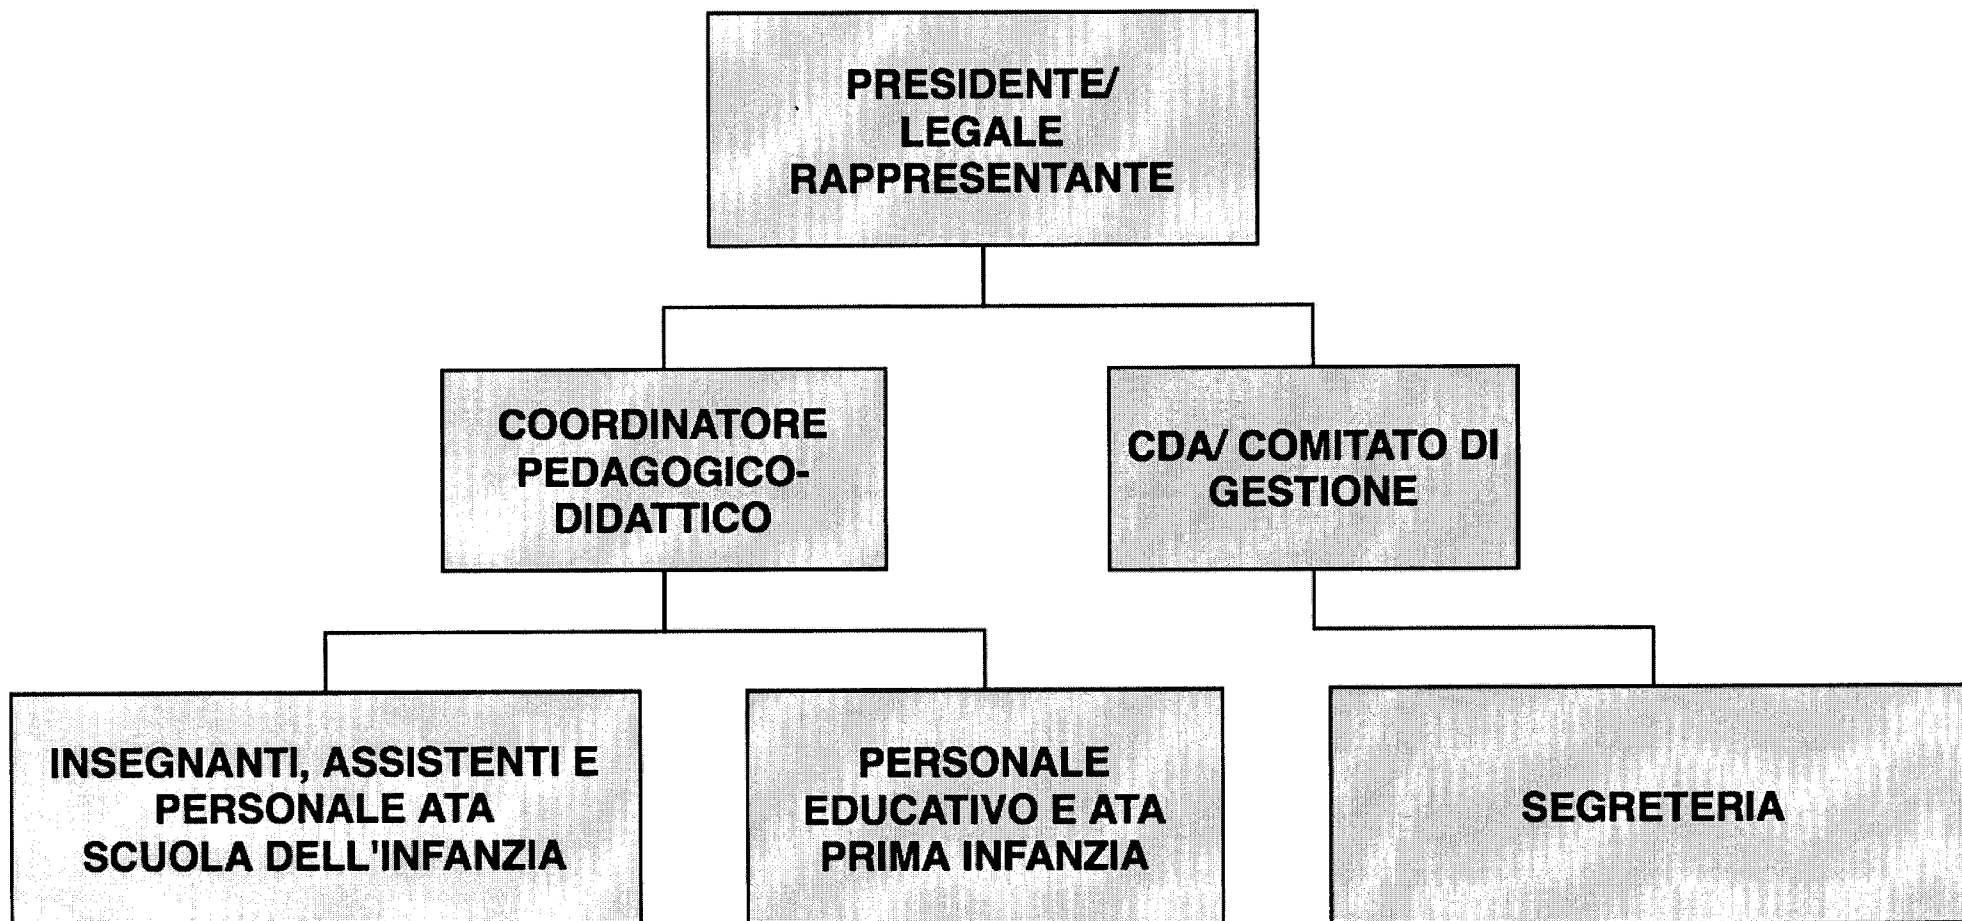 PRESIDENTE/
LEGALE
RAPPRESENTANTE
COORDINATORE
PEDAGOGICO-
DIDATTICO
CDA/ COMITATO DI
GESTIONE
INSEGNANTI, ASSISTENTI E
PERSONALE ATA
SCUOLA DELL'INFANZIA
PERSONALE
EDUCATIVO E ATA
PRIMA INFANZIA
SEGRETERIA